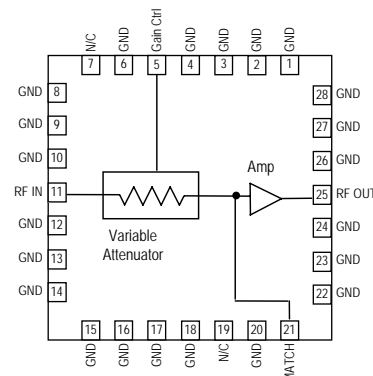 N/C GND Gain Ctrl GND GND GND GND
7 6 5 4 3 2 1
GND 8
GND 9
GND 10
RF IN 11
GND 12
GND 13
GND 14
28 GND
27 GND
26 GND
25 RF OUT
24 GND
23 GND
22 GND
Amp
Variable
Attenuator
15 16 17 18 19 20 21
GND GND GND GND N/C GND MATCH